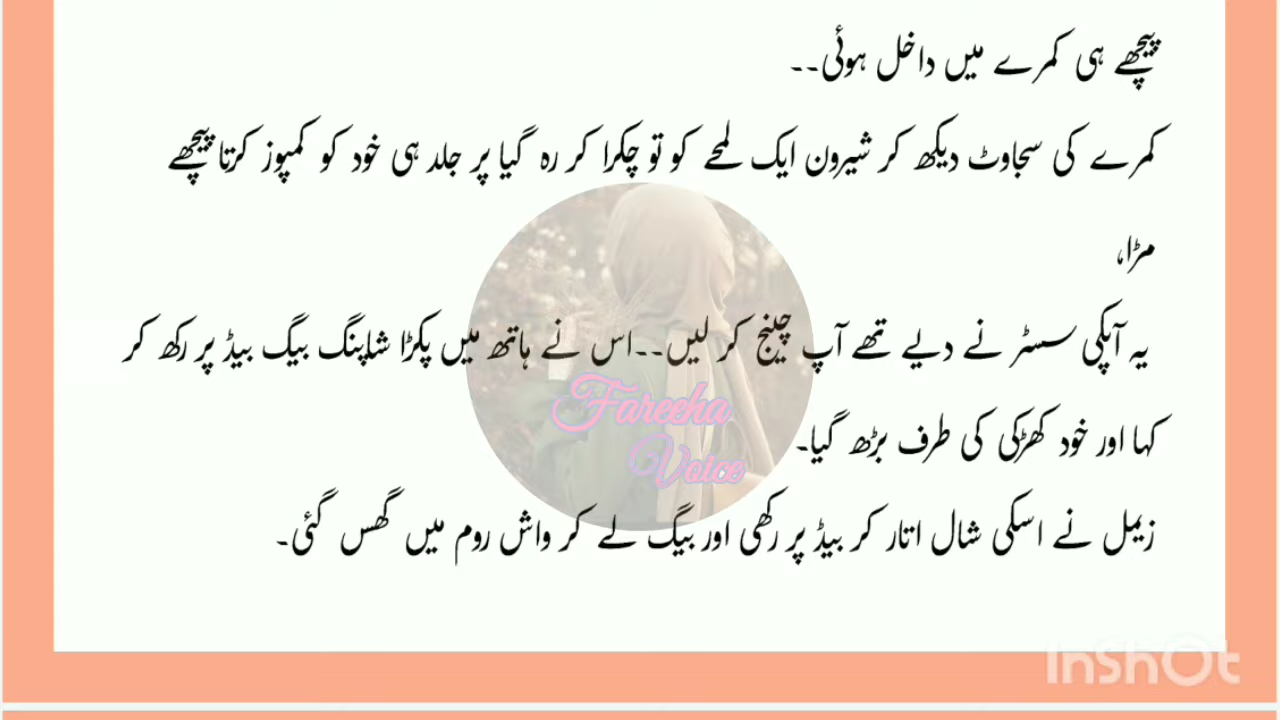 پیچھے ہی کمرے میں داخل ہوئی۔۔
کمرے کی سجاوٹ دیکھ کر شیرون ایک لمحے کو تو چکرا کر رہ گیا پر جلد ہی خود کو کمپوز کرتا پیچھے
مڑا،
یہ آپکی سسٹر نے دیے تھے آپ چینج کر لیں۔۔اس نے ہاتھ میں پکڑا شاپنگ بیگ بیڈ پر رکھ کر
کہا اور خود کھڑکی کی طرف بڑھ گیا۔
زیمل نے اسکی شال اتار کر بیڈ پر رکھی اور بیگ لے کر واش روم میں گھس گئی۔
Fareeha
Voice
InShOt